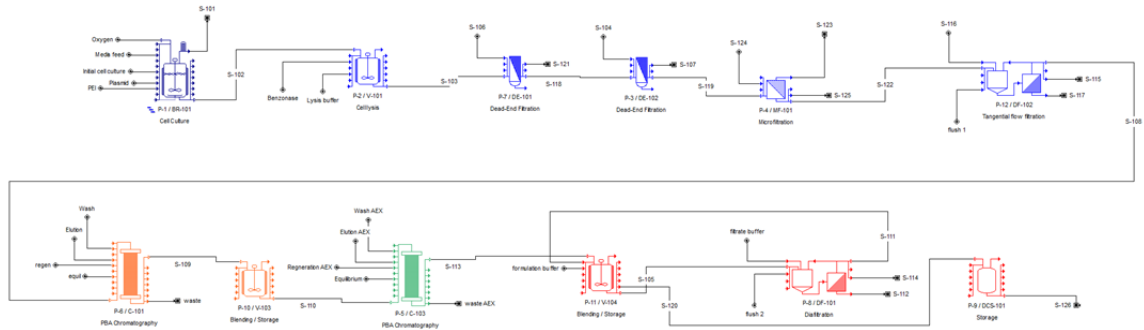 S-101
Oxygen
Media feed
Initial cell culture
Plasmid
PEI
P-1 / BR-101
Cell Culture
S-102
Benzonase
Lysis buffer
P-2 / V-101
Cell lysis
S-103
S-106
S-121
S-118
P-7 / DE-101
Dead-End Filtration
S-104
S-107
S-119
P-3 / DE-102
Dead-End Filtration
S-124
S-123
S-125
P-4 / MF-101
Microfiltration
S-122
S-116
flush 1
S-115
S-117
P-12 / DF-102
Tangential flow filtration
S-108
Wash
Elution
regen
equil
waste
P-6 / C-101
PBA Chromatography
S-109
P-10 / V-103
Blending / Storage
S-110
Wash AEX
Elution AEX
Regneration AEX
Equilibrium
waste AEX
P-5 / C-103
PBA Chromatography
S-113
formulation buffer
P-11 / V-104
Blending / Storage
S-105
S-120
S-111
filtrate buffer
flush 2
S-114
S-112
P-8 / DF-101
Diafiltration
P-9 / DCS-101
Storage
S-126